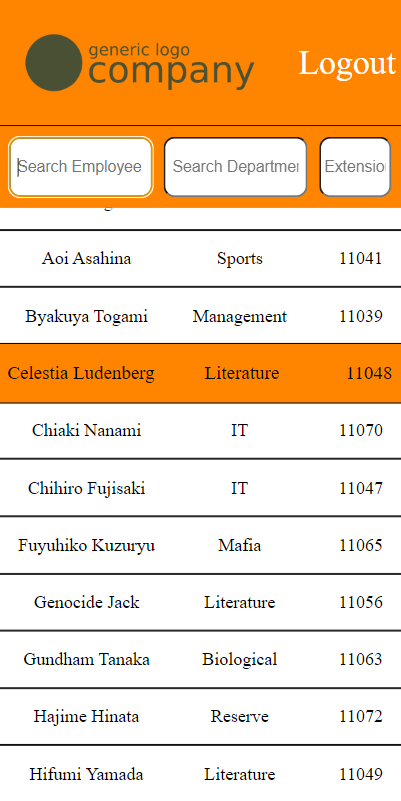 generic logo
company
Logout
Search Employee
Search Departmen
Extension
Aoi Asahina Sports 11041
Byakuya Togami Management 11039
Celestia Ludenberg Literature 11048
Chiaki Nanami IT 11070
Chihiro Fujisaki IT 11047
Fuyuhiko Kuzuryu Mafia 11065
Genocide Jack Literature 11056
Gundham Tanaka Biological 11063
Hajime Hinata Reserve 11072
Hifumi Yamada Literature 11049